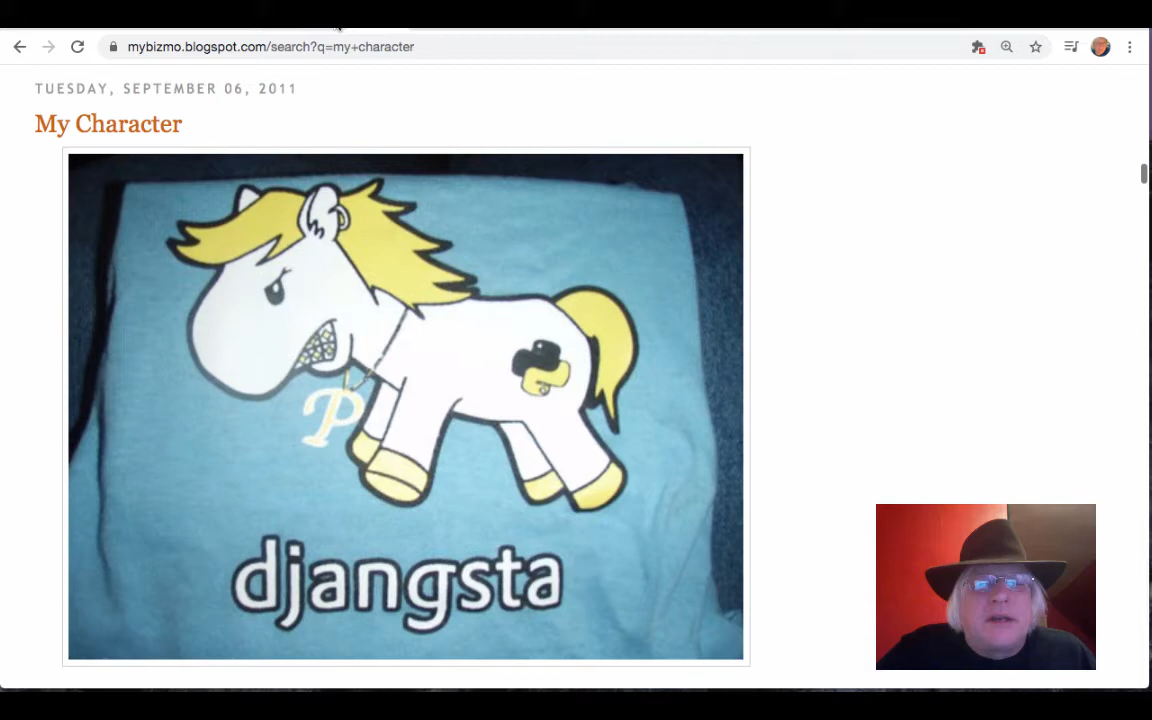 mybizmo.blogspot.com/search?q=my+character
TUESDAY, SEPTEMBER 06, 2011
My Character
P
djangsta